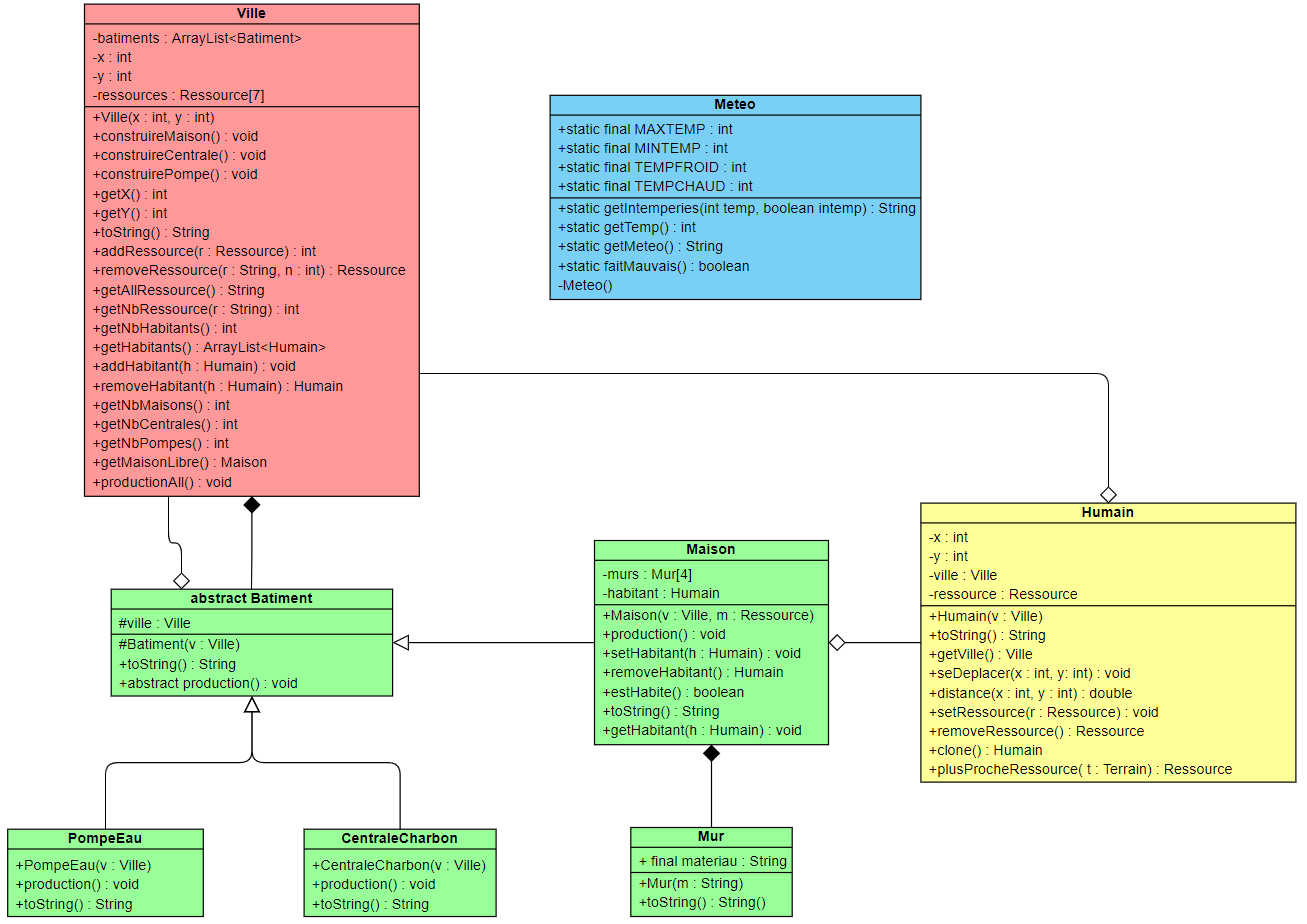 Ville
-batiments : ArrayList<Batiment>
-x : int
-y : int
-ressources : Ressource[7]
+Ville(x : int, y : int)
+construireMaison() : void
+construireCentrale() : void
+construirePompe() : void
+getX() : int
+getY() : int
+toString() : String
+addRessource(r : Ressource) : int
+removeRessource(r : String, n : int) : Ressource
+getAllRessource() : String
+getNbRessource(r : String) : int
+getNbHabitants() : int
+getHabitants() : ArrayList<Humain>
+addHabitant(h : Humain) : void
+removeHabitant(h : Humain) : Humain
+getNbMaisons() : int
+getNbCentrales() : int
+getNbPompes() : int
+getMaisonLibre() : Maison
+productionAll() : void
Meteo
+static final MAXTEMP : int
+static final MINTEMP : int
+static final TEMPFROID : int
+static final TEMPCHAUD : int
+static getIntemperies(int temp, boolean intemp) : String
+static getTemp() : int
+static getMeteo() : String
+static faitMauvais() : boolean
-Meteo()
abstract Batiment
#ville : Ville
#Batiment(v : Ville)
+toString() : String
+abstract production() : void
Maison
-murs : Mur[4]
-habitant : Humain
+Maison(v : Ville, m : Ressource)
+production() : void
+setHabitant(h : Humain) : void
+removeHabitant() : Humain
+estHabite() : boolean
+toString() : String
+getHabitant(h : Humain) : void
Humain
-x : int
-y : int
-ville : Ville
-ressource : Ressource
+Humain(v : Ville)
+toString() : String
+getVille() : Ville
+seDeplacer(x : int, y: int) : void
+distance(x : int, y : int) : double
+setRessource(r : Ressource) : void
+removeRessource() : Ressource
+clone() : Humain
+plusProcheRessource( t : Terrain) : Ressource
PompeEau
+PompeEau(v : Ville)
+production() : void
+toString() : String
CentraleCharbon
+CentraleCharbon(v : Ville)
+production() : void
+toString() : String
Mur
+ final materiau : String
+Mur(m : String)
+toString() : String()